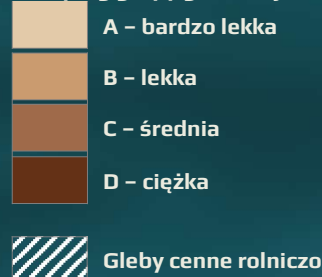 A – bardzo lekka
B – lekka
C – średnia
D – ciężka
Gleby cenne rolniczo